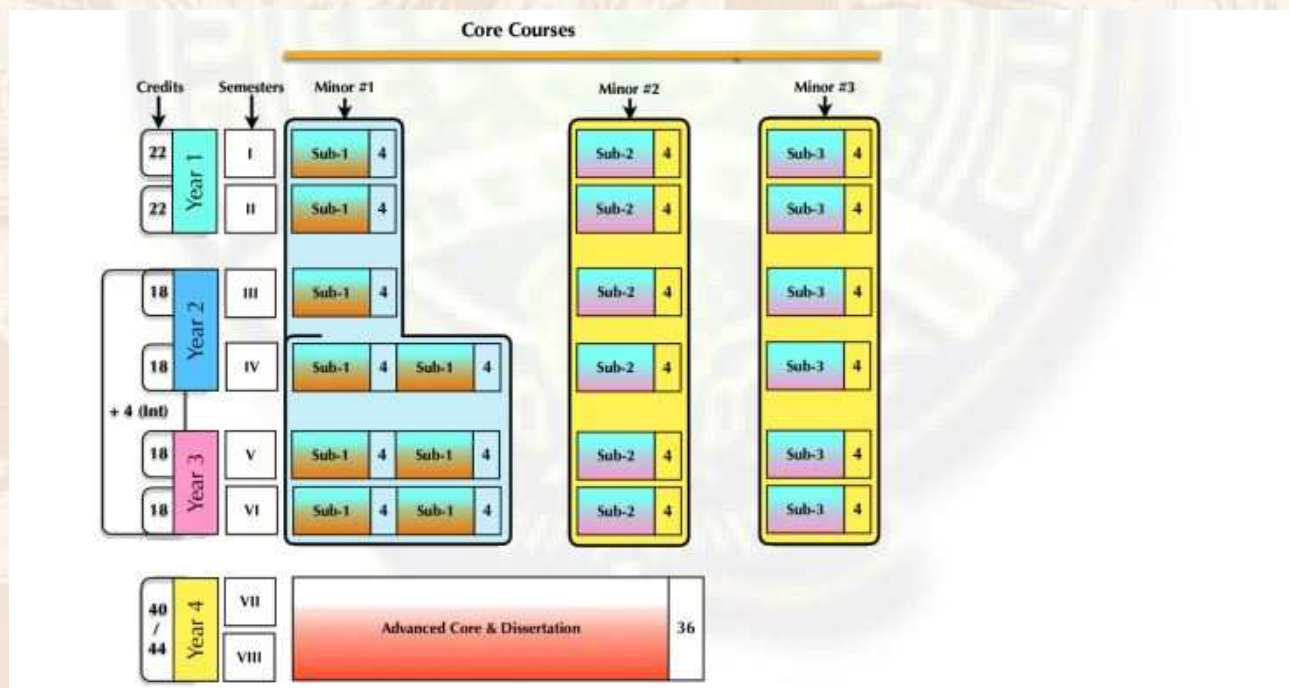 Core Courses
Credits Semesters Minor #1 Minor #2 Minor #3
Year 1
22 I Sub-1 4 Sub-2 4 Sub-3 4
22 II Sub-1 4 Sub-2 4 Sub-3 4
Year 2
18 III Sub-1 4 Sub-2 4 Sub-3 4
18 IV Sub-1 4 Sub-1 4 Sub-2 4 Sub-3 4
+ 4 (Int)
Year 3
18 V Sub-1 4 Sub-1 4 Sub-2 4 Sub-3 4
18 VI Sub-1 4 Sub-1 4 Sub-2 4 Sub-3 4
40 / 44 Year 4
VII
Advanced Core & Dissertation 36
VIII